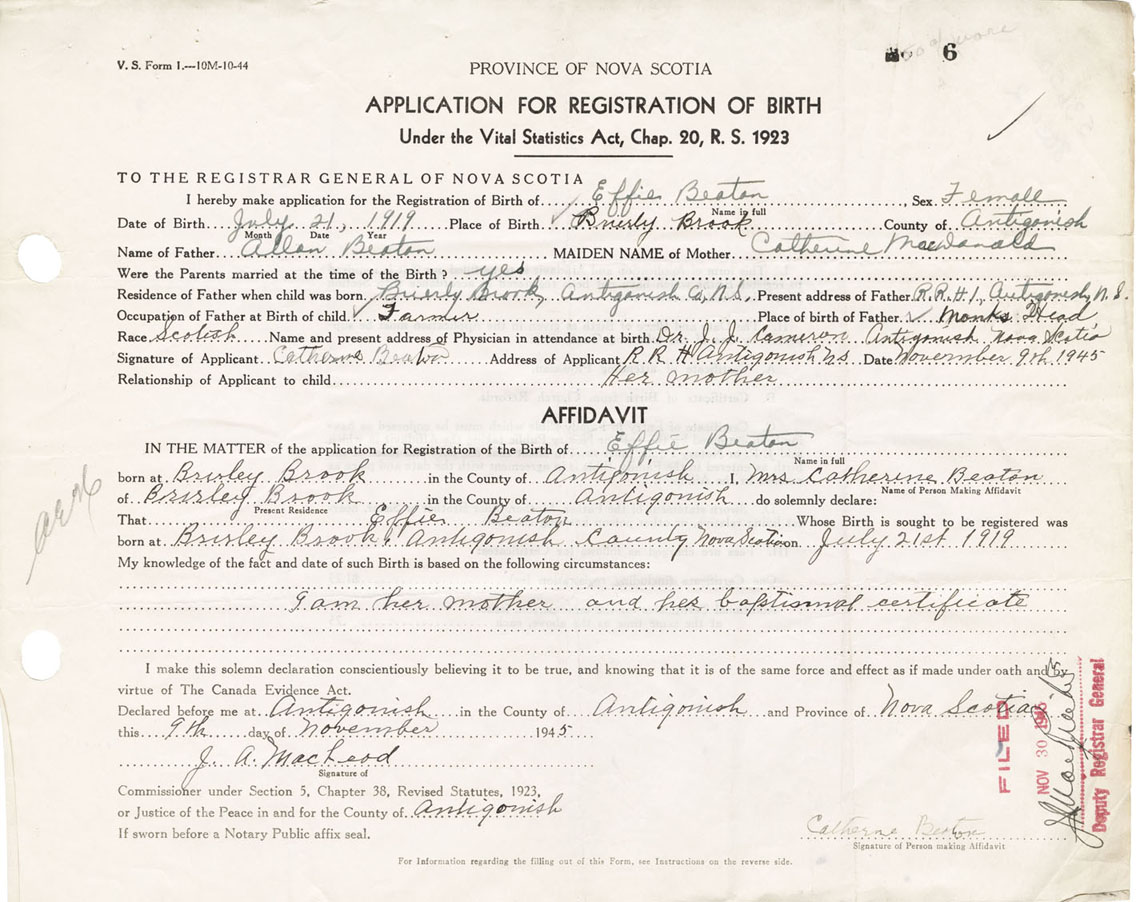 V. S. Form 1.—10M-10-44
6
PROVINCE OF NOVA SCOTIA
APPLICATION FOR REGISTRATION OF BIRTH
Under the Vital Statistics Act, Chap. 20, R. S. 1923
TO THE REGISTRAR GENERAL OF NOVA SCOTIA
I hereby make application for the Registration of Birth of Effie Beaton, Sex Femall
Name in full
Date of Birth July 21, 1919 Place of Birth Brierly Brook County of Antigonish
Month Date Year
Name of Father Allan Beaton MAIDEN NAME of Mother Catherine Macdonald
Were the Parents married at the time of the Birth? yes
Residence of Father when child was born Brierly Brook, Antigonish Co, N.S. Present address of Father R.R.#1, Antigonish, N.S.
Occupation of Father at Birth of child Farmer Place of birth of Father Monks Head
Race Scotish Name and present address of Physician in attendance at birth Dr. J. J. Cameron Antigonish Nova Scotia
Signature of Applicant Catherne Beaton Address of Applicant R R # Antigonish N.S. Date November 9th 1945
Relationship of Applicant to child Her mother
AFFIDAVIT
IN THE MATTER of the application for Registration of the Birth of Effie Beaton
Name in full
born at Brirley Brook in the County of Antigonish I, Mrs Catherine Beaton
Name of Person Making Affidavit
of Brirley Brook in the County of Antigonish do solemnly declare:
Present Residence
That Effie Beaton Whose Birth is sought to be registered was
born at Brirley Brook, Antigonish County Nova Scotia on July 21st 1919
My knowledge of the fact and date of such Birth is based on the following circumstances:
I am her mother and her baptismal certificate
I make this solemn declaration conscientiously believing it to be true, and knowing that it is of the same force and effect as if made under oath and by
virtue of The Canada Evidence Act.
Declared before me at Antigonish in the County of Antigonish and Province of Nova Scotia
this 9th day of November 1945
J. A. MacLeod
Signature of
Commissioner under Section 5, Chapter 38, Revised Statutes, 1923,
or Justice of the Peace in and for the County of Antigonish
If sworn before a Notary Public affix seal.
Catherne Beaton
Signature of Person making Affidavit
For Information regarding the filling out of this Form, see Instructions on the reverse side.
FILED
NOV 30 1945
Deputy Registrar General